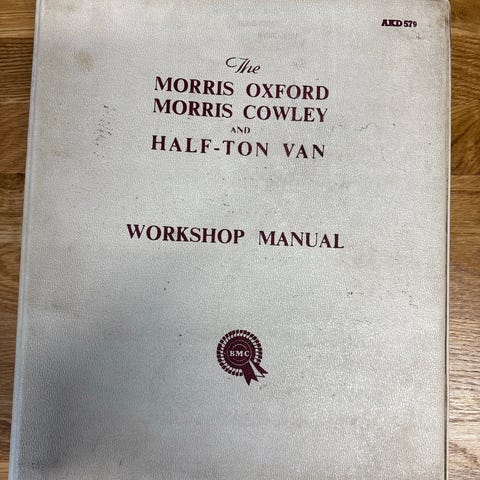 AKD 579
The
MORRIS OXFORD
MORRIS COWLEY
AND
HALF-TON VAN
WORKSHOP MANUAL
BMC